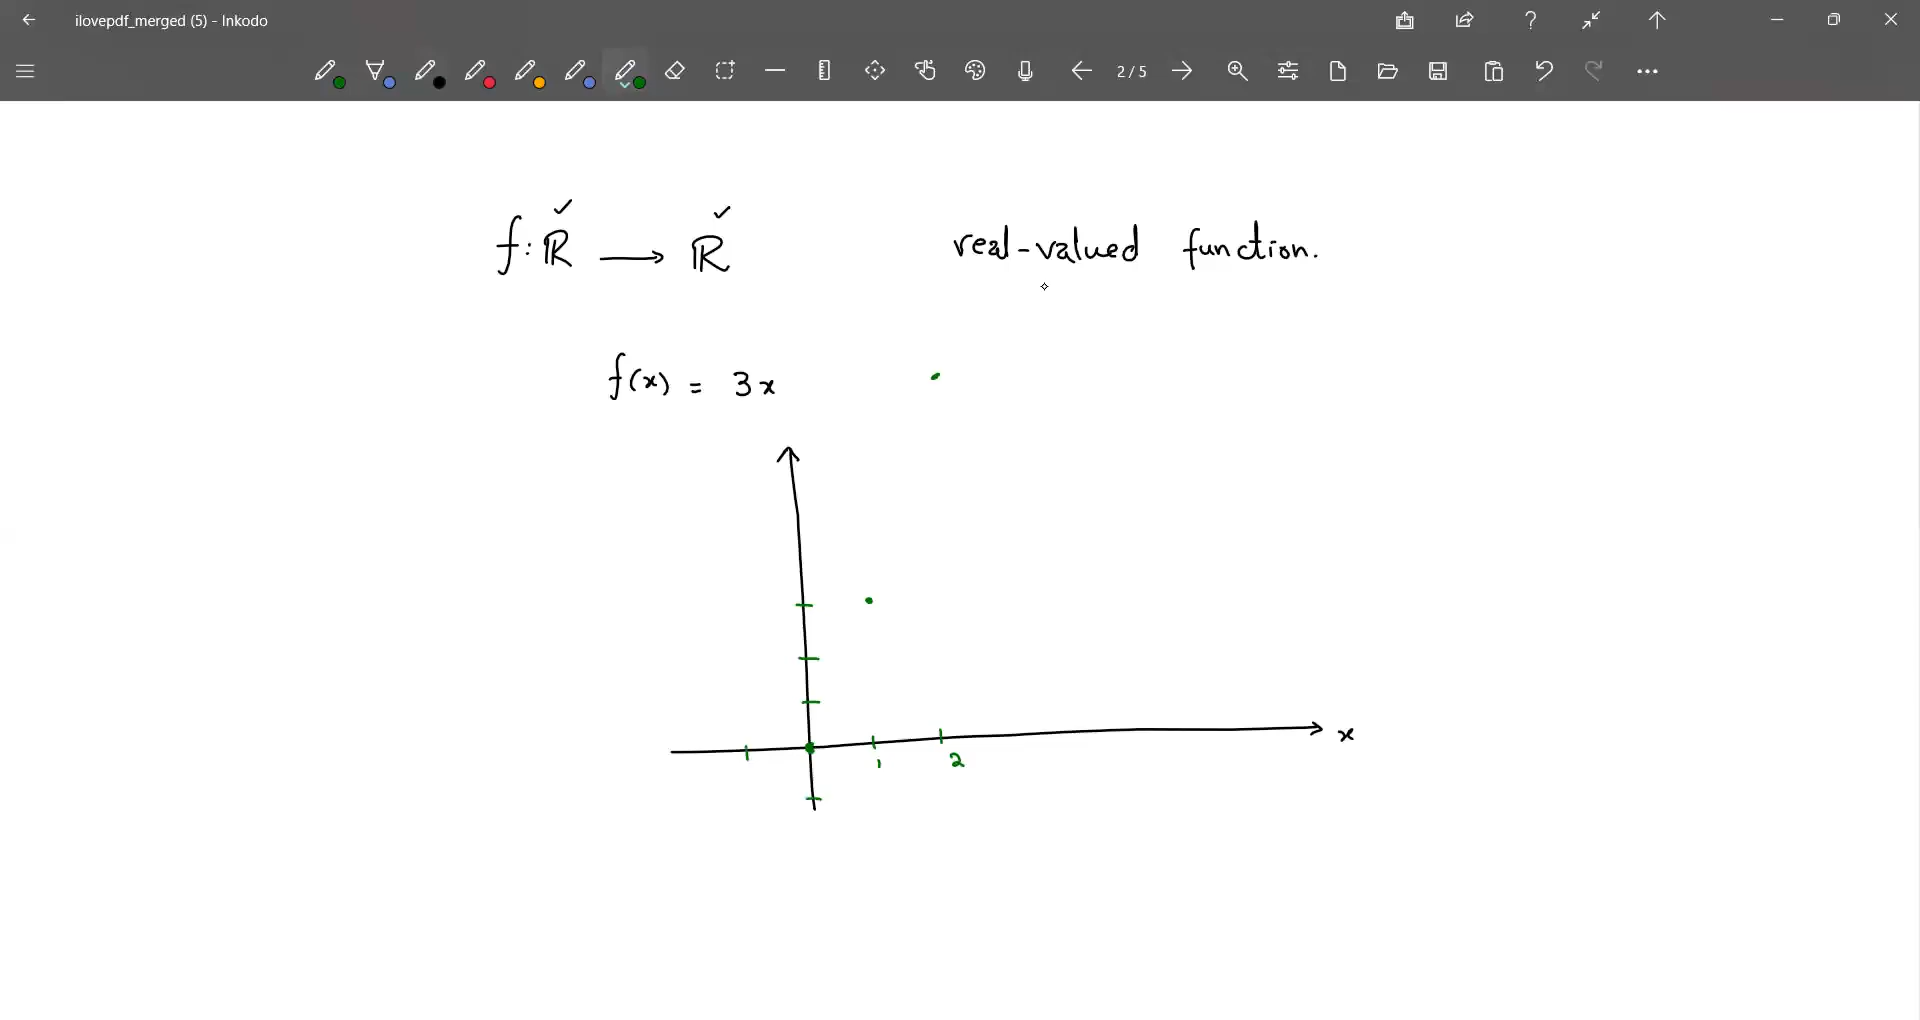 ilovepdf_merged (5) - Inkodo
2 / 5
f: ℝ ⟶ ℝ real-valued function.
f(x) = 3x
x
1 2